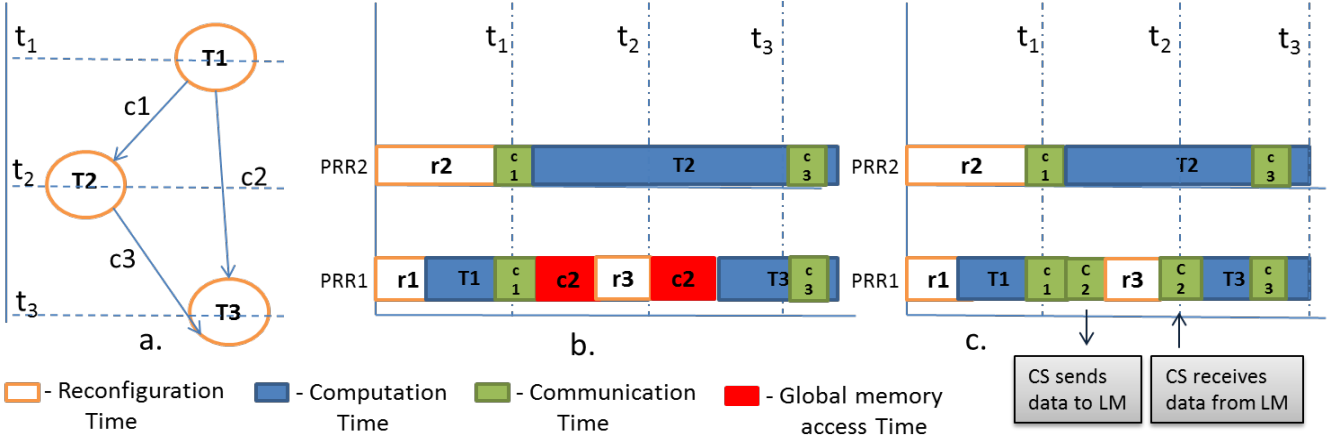 t1
T1
c1
t2
T2
c2
c3
t3
T3
a.
t1
t2
t3
PRR2
r2
c
1
T2
c
3
PRR1
r1
T1
c
1
c2
r3
c2
T3
c
3
b.
t1
t2
t3
PRR2
r2
c
1
T2
c
3
PRR1
r1
T1
c
1
C
2
r3
C
2
T3
c
3
c.
CS sends
data to LM
CS receives
data from LM
- Reconfiguration
Time
- Computation
Time
- Communication
Time
- Global memory
access Time